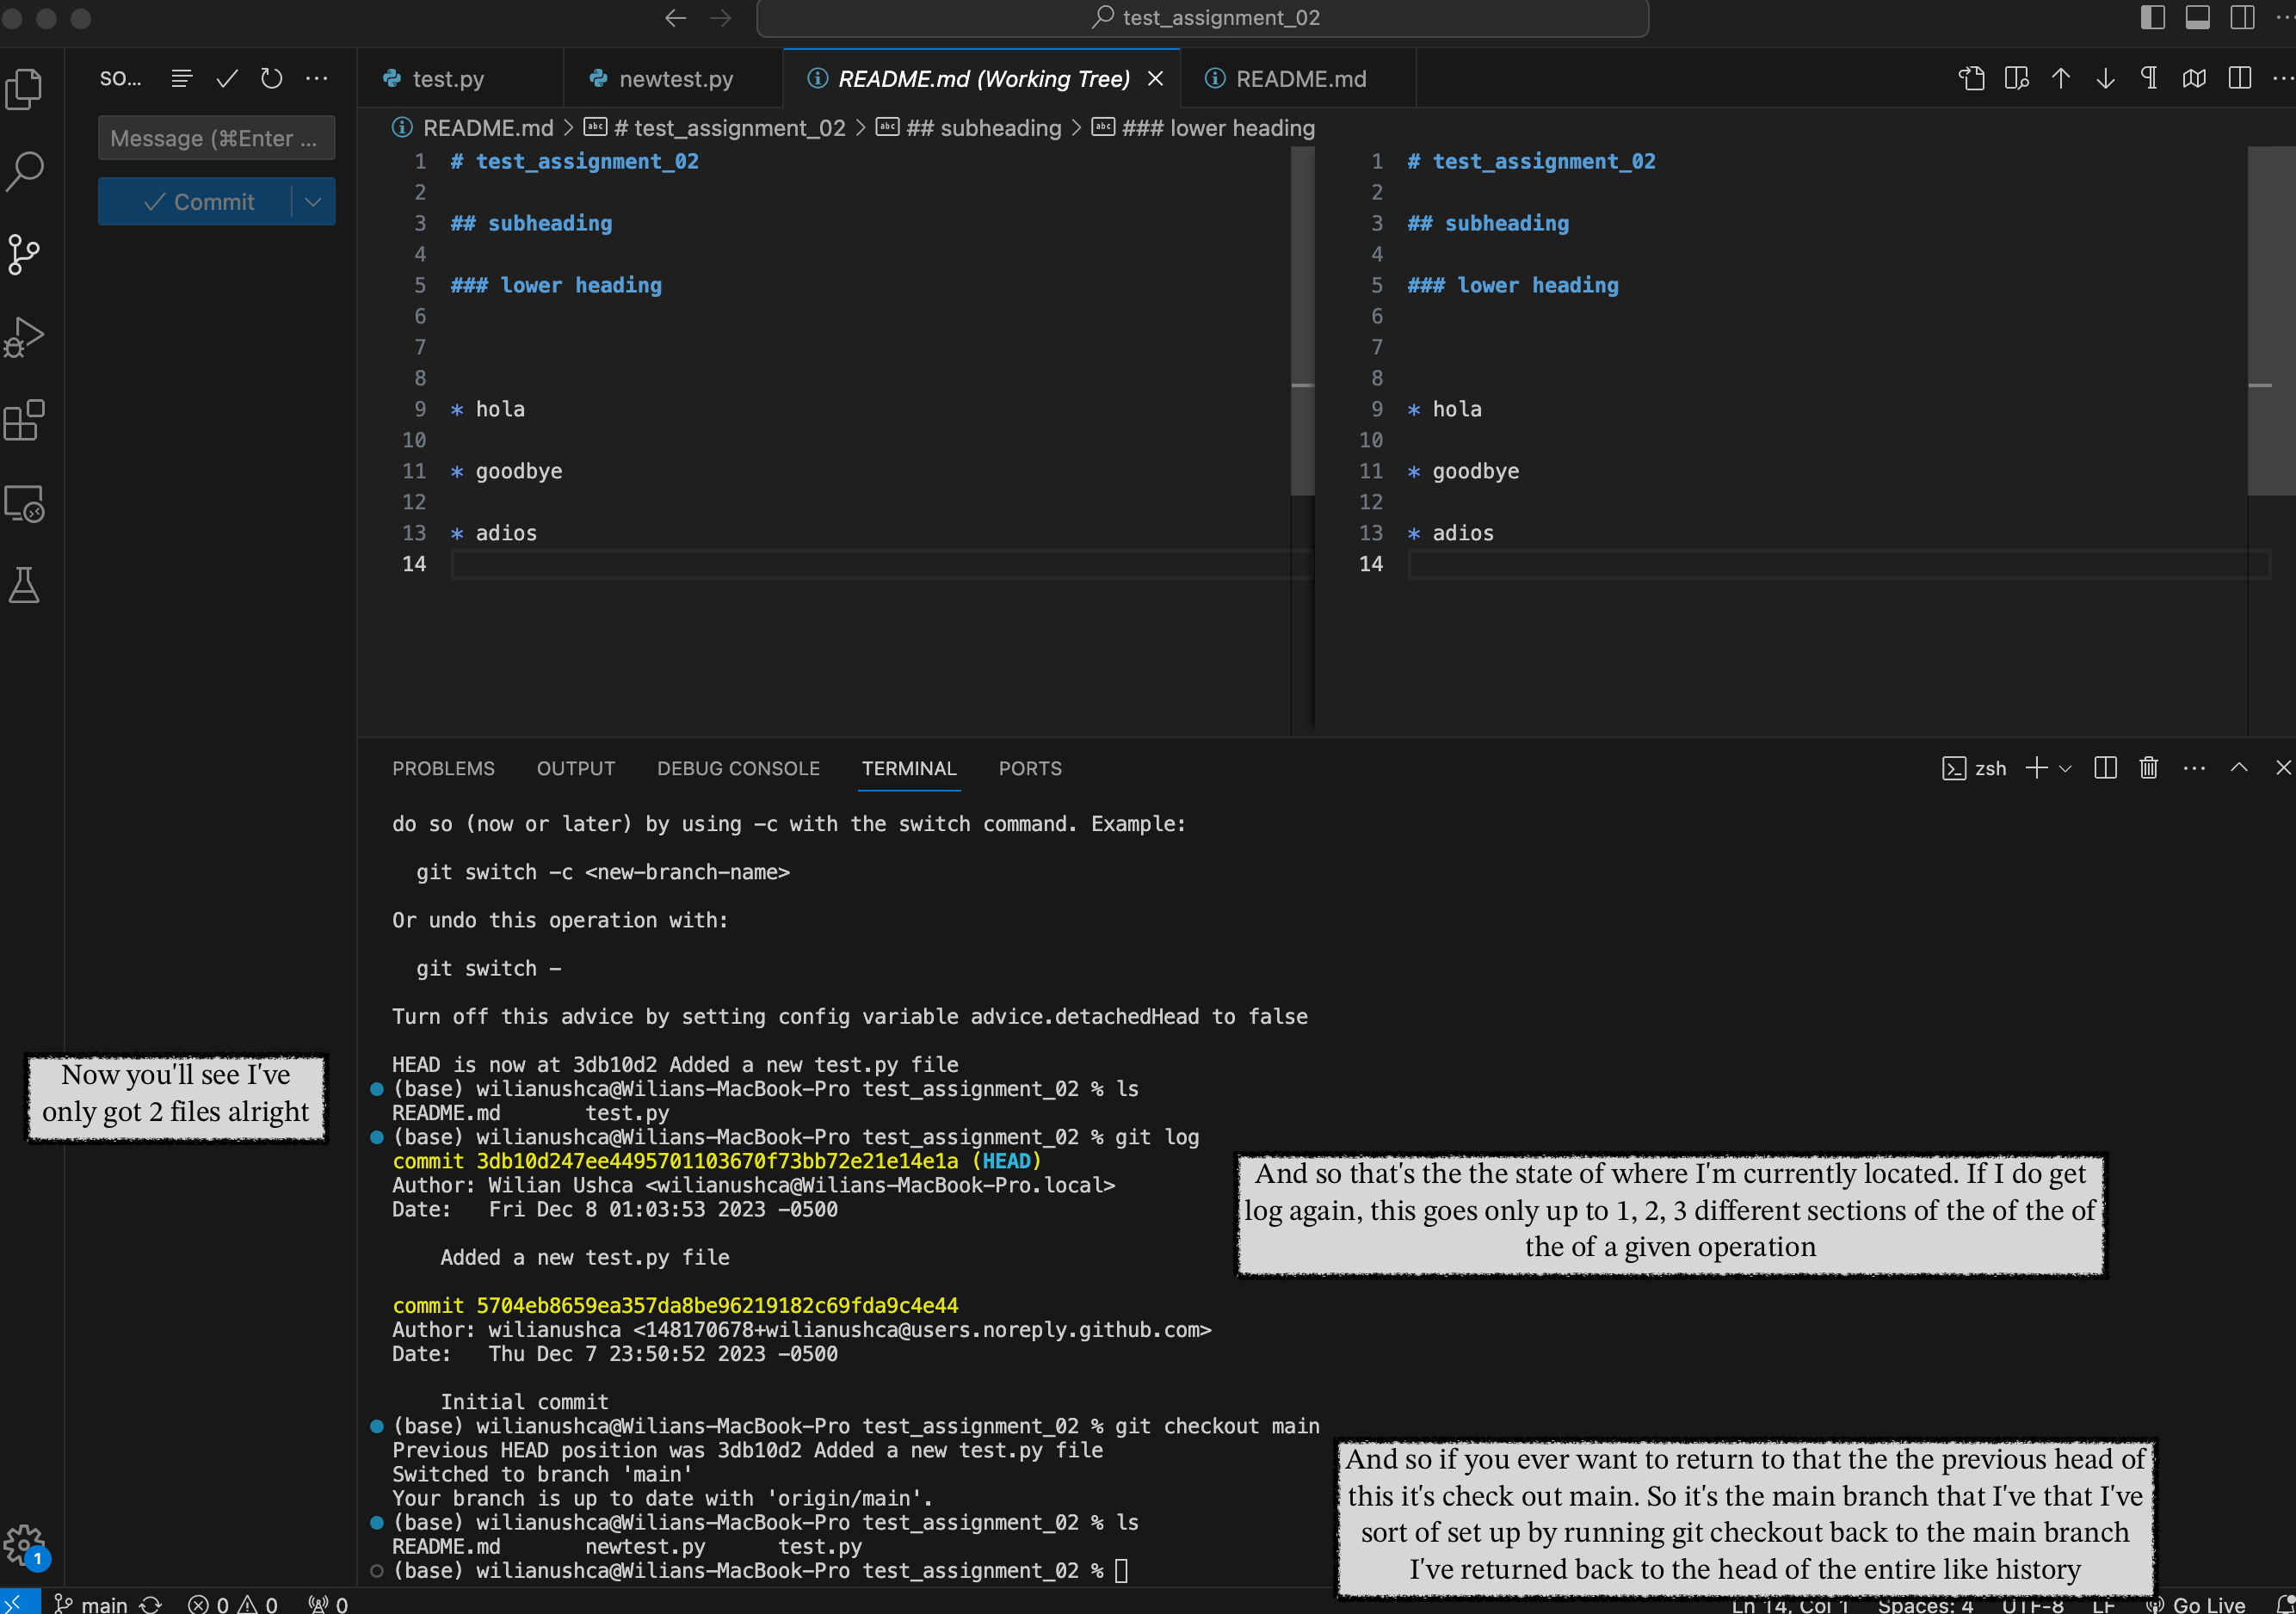 test_assignment_02
SO...
Message (⌘Enter ...
Commit
test.py
newtest.py
README.md (Working Tree)
README.md
README.md > # test_assignment_02 > ## subheading > ### lower heading
1 # test_assignment_02
2
3 ## subheading
4
5 ### lower heading
6
7
8
9 * hola
10
11 * goodbye
12
13 * adios
14
1 # test_assignment_02
2
3 ## subheading
4
5 ### lower heading
6
7
8
9 * hola
10
11 * goodbye
12
13 * adios
14
PROBLEMS OUTPUT DEBUG CONSOLE TERMINAL PORTS
zsh
do so (now or later) by using -c with the switch command. Example:
git switch -c <new-branch-name>
Or undo this operation with:
git switch -
Turn off this advice by setting config variable advice.detachedHead to false
HEAD is now at 3db10d2 Added a new test.py file
(base) wilianushca@Wilians-MacBook-Pro test_assignment_02 % ls
README.md test.py
(base) wilianushca@Wilians-MacBook-Pro test_assignment_02 % git log
commit 3db10d247ee4495701103670f73bb72e21e14e1a (HEAD)
Author: Wilian Ushca <wilianushca@Wilians-MacBook-Pro.local>
Date: Fri Dec 8 01:03:53 2023 -0500
Added a new test.py file
commit 5704eb8659ea357da8be96219182c69fda9c4e44
Author: wilianushca <148170678+wilianushca@users.noreply.github.com>
Date: Thu Dec 7 23:50:52 2023 -0500
Initial commit
(base) wilianushca@Wilians-MacBook-Pro test_assignment_02 % git checkout main
Previous HEAD position was 3db10d2 Added a new test.py file
Switched to branch 'main'
Your branch is up to date with 'origin/main'.
(base) wilianushca@Wilians-MacBook-Pro test_assignment_02 % ls
README.md newtest.py test.py
(base) wilianushca@Wilians-MacBook-Pro test_assignment_02 %
Now you'll see I've
only got 2 files alright
And so that's the the state of where I'm currently located. If I do get
log again, this goes only up to 1, 2, 3 different sections of the of the of
the of a given operation
And so if you ever want to return to that the the previous head of
this it's check out main. So it's the main branch that I've that I've
sort of set up by running git checkout back to the main branch
I've returned back to the head of the entire like history
1
main 0 0 0
Ln 14, Col 1 Spaces: 4 UTF-8 LF Go Live